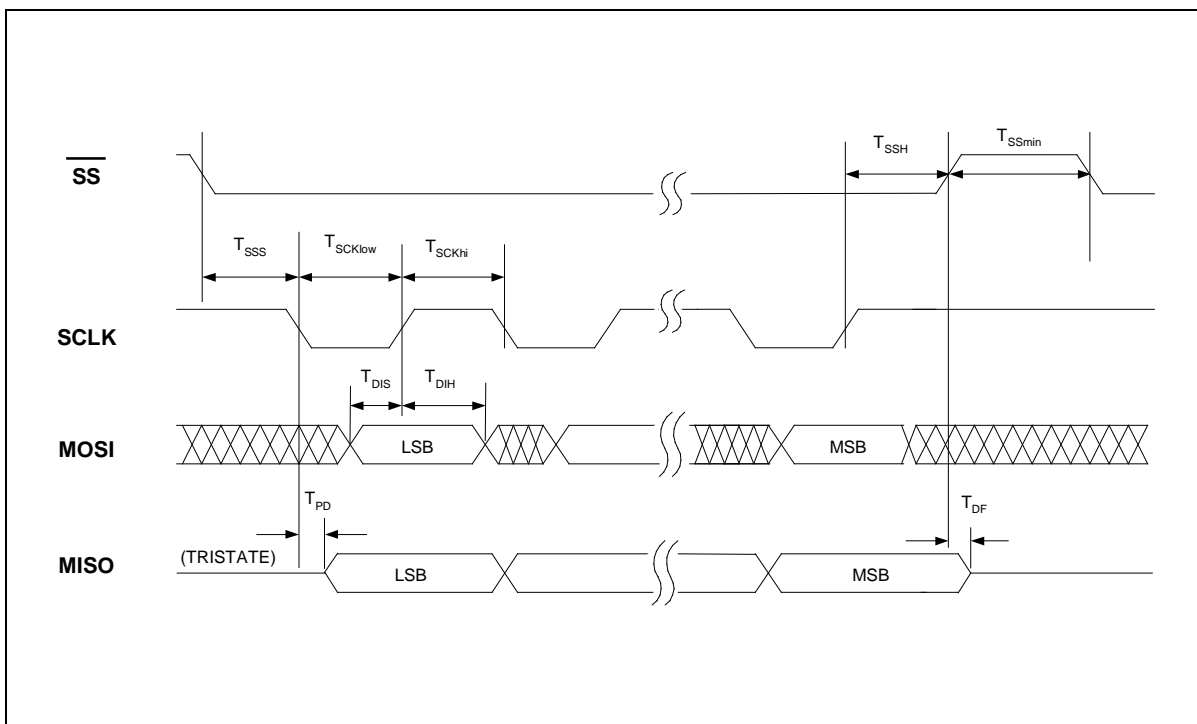 T_SSH
T_SSmin
SS
T_SSS
T_SCKlow
T_SCKhi
SCLK
T_DIS
T_DIH
MOSI
LSB
MSB
T_PD
T_DF
MISO
(TRISTATE)
LSB
MSB